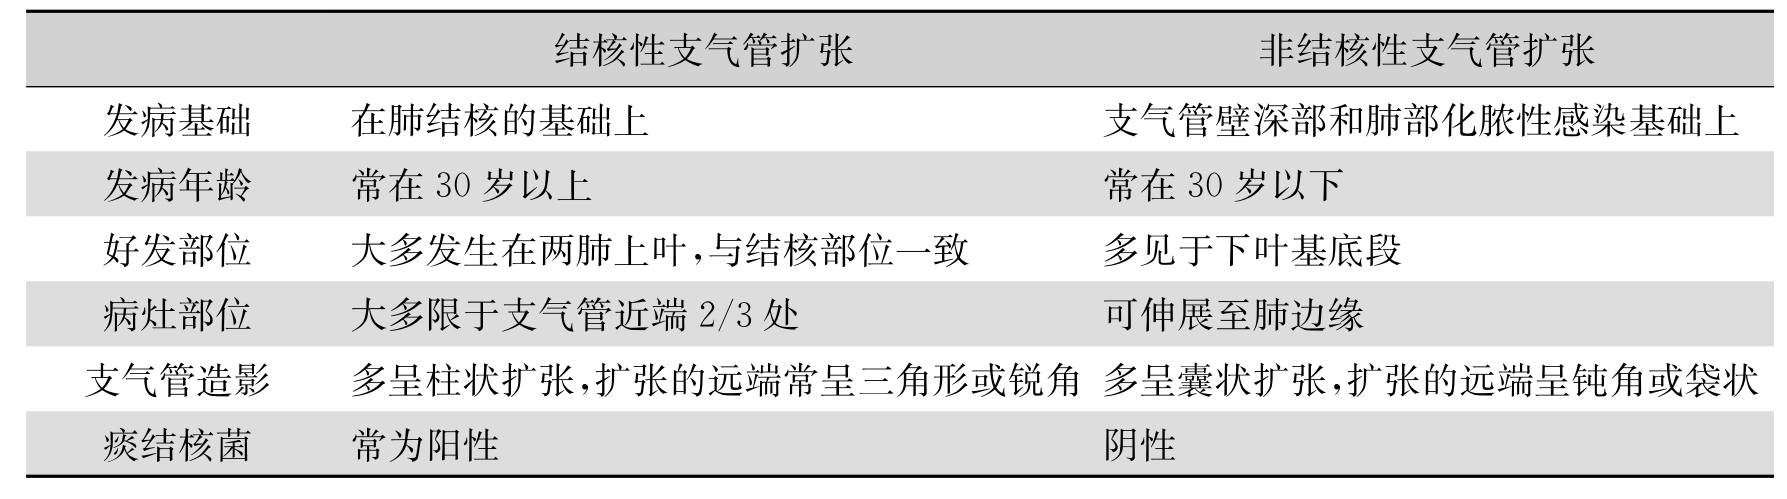 结核性支气管扩张 非结核性支气管扩张
发病基础 在肺结核的基础上 支气管壁深部和肺部化脓性感染基础上
发病年龄 常在 30 岁以上 常在 30 岁以下
好发部位 大多发生在两肺上叶,与结核部位一致 多见于下叶基底段
病灶部位 大多限于支气管近端 2/3 处 可伸展至肺边缘
支气管造影 多呈柱状扩张,扩张的远端常呈三角形或锐角 多呈囊状扩张,扩张的远端呈钝角或袋状
痰结核菌 常为阳性 阴性